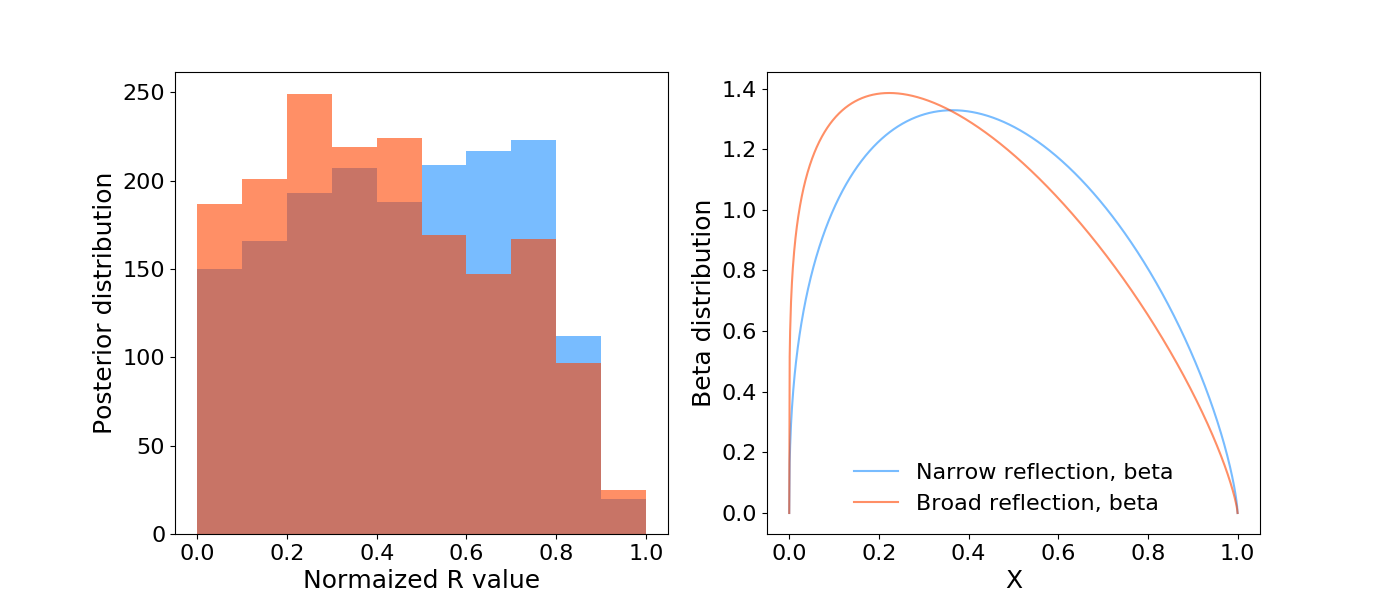 Posterior distribution
250
200
150
100
50
0
0.0 0.2 0.4 0.6 0.8 1.0
Normaized R value
Beta distribution
1.4
1.2
1.0
0.8
0.6
0.4
0.2
0.0
Narrow reflection, beta
Broad reflection, beta
0.0 0.2 0.4 0.6 0.8 1.0
X